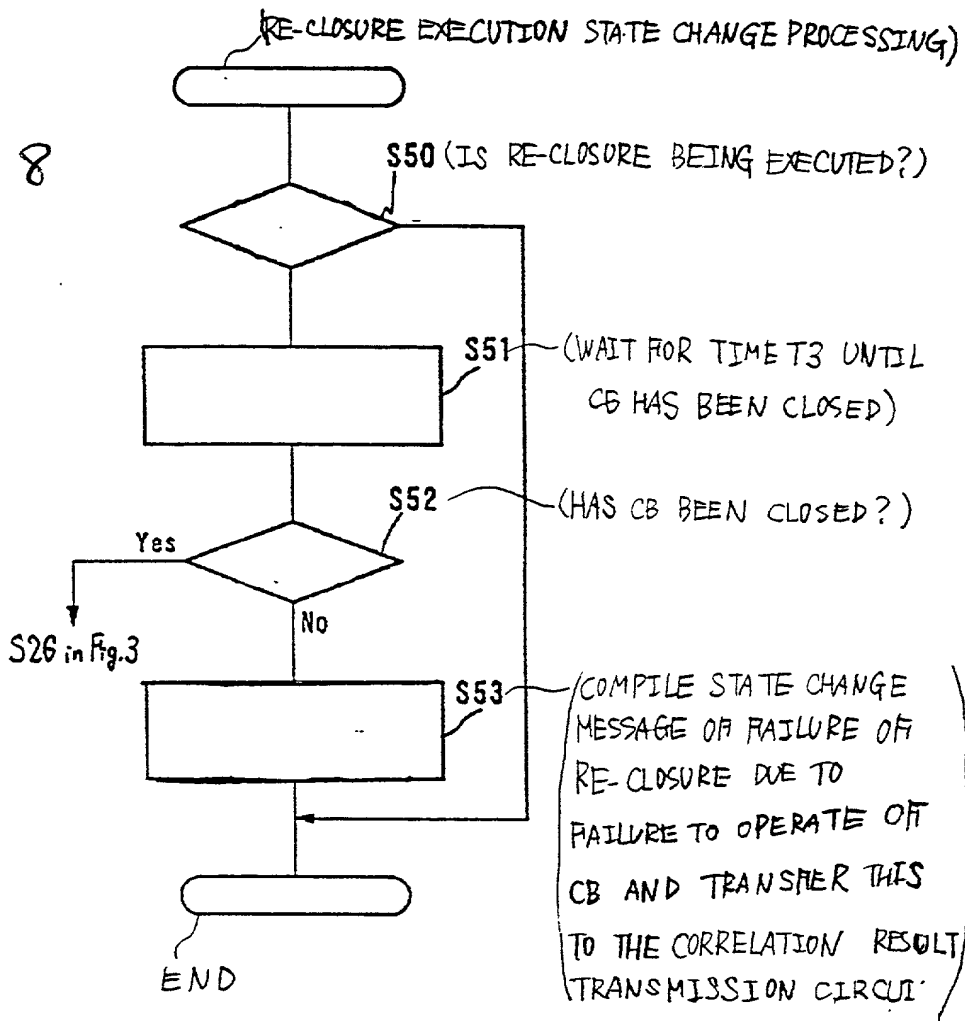 (RE-CLOSURE EXECUTION STATE CHANGE PROCESSING)
8
S50 (IS RE-CLOSURE BEING EXECUTED?)
S51 (WAIT FOR TIME T3 UNTIL
CB HAS BEEN CLOSED)
S52 (HAS CB BEEN CLOSED?)
Yes
No
S26 in Fig.3
S53 (COMPILE STATE CHANGE
MESSAGE OF FAILURE OF
RE-CLOSURE DUE TO
FAILURE TO OPERATE OF
CB AND TRANSFER THIS
TO THE CORRELATION RESULT
TRANSMISSION CIRCUI
END